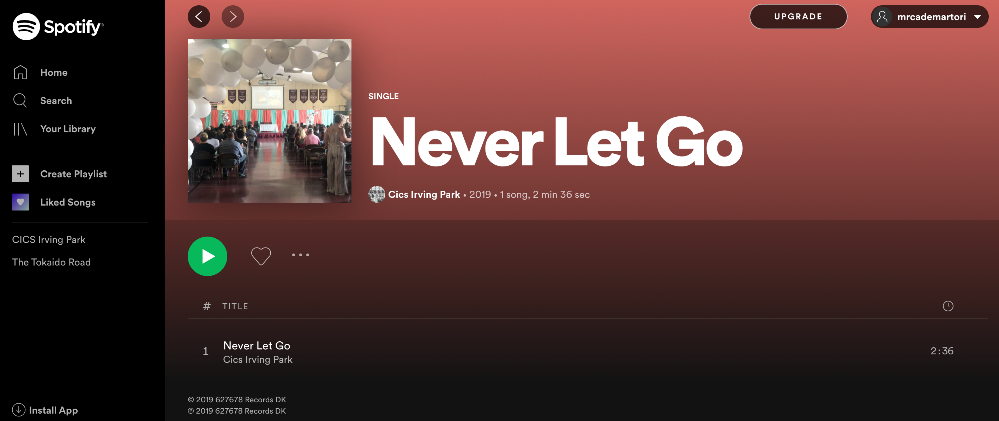 Spotify®
Home
Search
Your Library
Create Playlist
Liked Songs
CICS Irving Park
The Tokaido Road
Install App
UPGRADE
mrcademartori
SINGLE
Never Let Go
Cics Irving Park • 2019 • 1 song, 2 min 36 sec
# TITLE
1 Never Let Go 2:36
Cics Irving Park
© 2019 627678 Records DK
℗ 2019 627678 Records DK